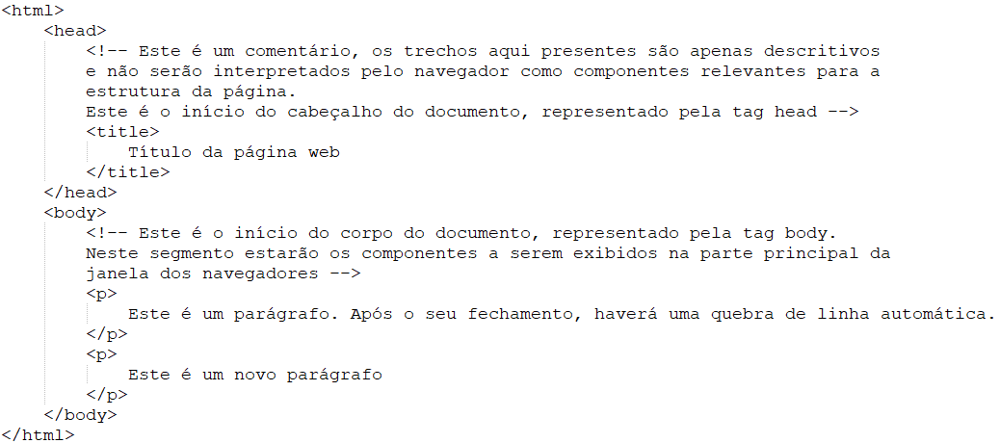 <html>
<head>
<!-- Este é um comentário, os trechos aqui presentes são apenas descritivos
e não serão interpretados pelo navegador como componentes relevantes para a
estrutura da página.
Este é o início do cabeçalho do documento, representado pela tag head -->
<title>
Título da página web
</title>
</head>
<body>
<!-- Este é o início do corpo do documento, representado pela tag body.
Neste segmento estarão os componentes a serem exibidos na parte principal da
janela dos navegadores -->
<p>
Este é um parágrafo. Após o seu fechamento, haverá uma quebra de linha automática.
</p>
<p>
Este é um novo parágrafo
</p>
</body>
</html>